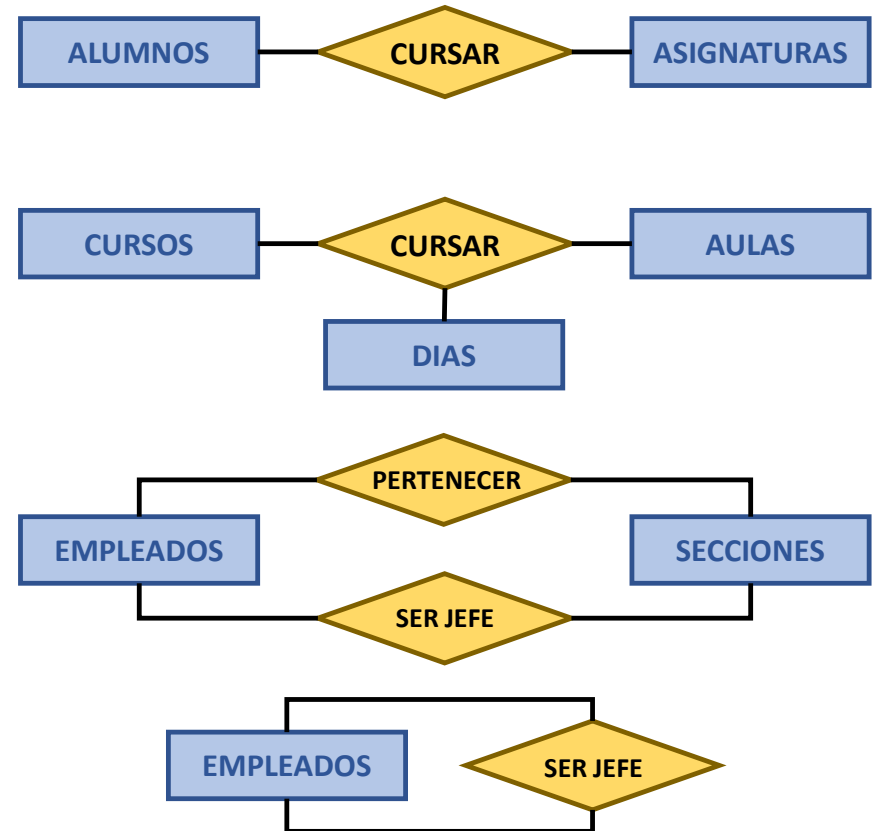 ALUMNOS
CURSAR
ASIGNATURAS
CURSOS
CURSAR
AULAS
DIAS
PERTENECER
EMPLEADOS
SECCIONES
SER JEFE
EMPLEADOS
SER JEFE